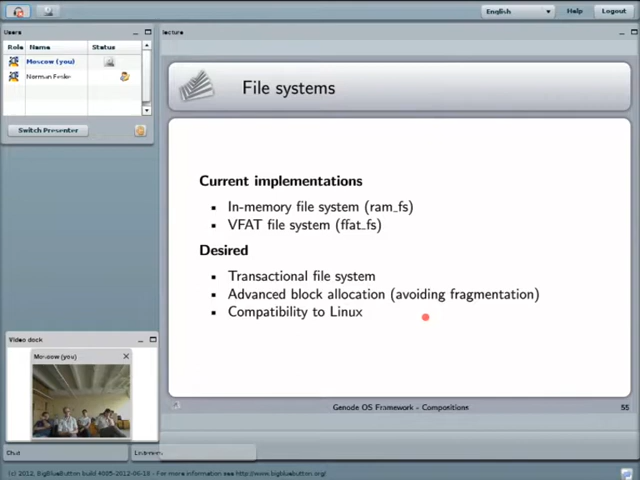 English
Help
Logout
Users
Role Name Status
Moscow (you)
Norman Feske
Switch Presenter
lecture
File systems
Current implementations
In-memory file system (ram_fs)
VFAT file system (ffat_fs)
Desired
Transactional file system
Advanced block allocation (avoiding fragmentation)
Compatibility to Linux
Genode OS Framework - Compositions
55
Video dock
Moscow (you)
Chat
Listeners
(c) 2012, BigBlueButton build 4005-2012-06-18 - For more information see http://www.bigbluebutton.org/